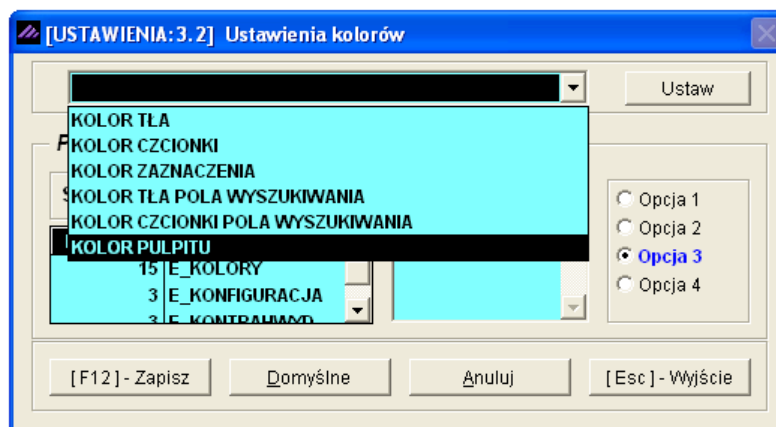 [USTAWIENIA:3.2] Ustawienia kolorów
Ustaw
KOLOR TŁA
KOLOR CZCIONKI
KOLOR ZAZNACZENIA
KOLOR TŁA POLA WYSZUKIWANIA
KOLOR CZCIONKI POLA WYSZUKIWANIA
KOLOR PULPITU
15 E_KOLORY
3 E_KONFIGURACJA
3 E_KONTRAHWYD
Opcja 1
Opcja 2
Opcja 3
Opcja 4
[F12] - Zapisz
Domyślne
Anuluj
[Esc] - Wyjście